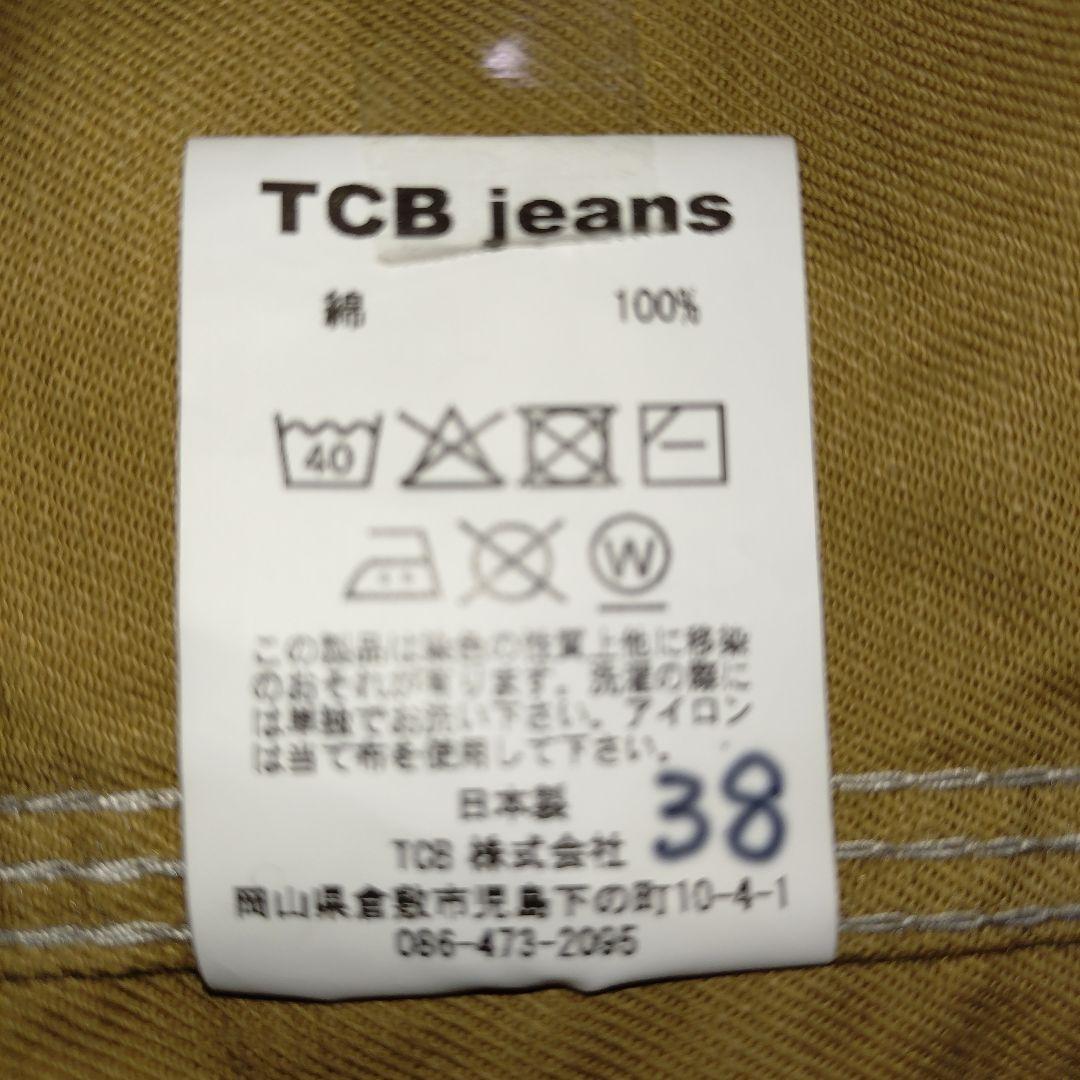 TCB jeans
綿 100%
40
W
この製品は染色の性質上他に移染
のおそれが有ります。洗濯の際に
は単独でお洗い下さい。アイロン
は当て布を使用して下さい。
日本製 38
TCB 株式会社
岡山県倉敷市児島下の町10-4-1
086-473-2095